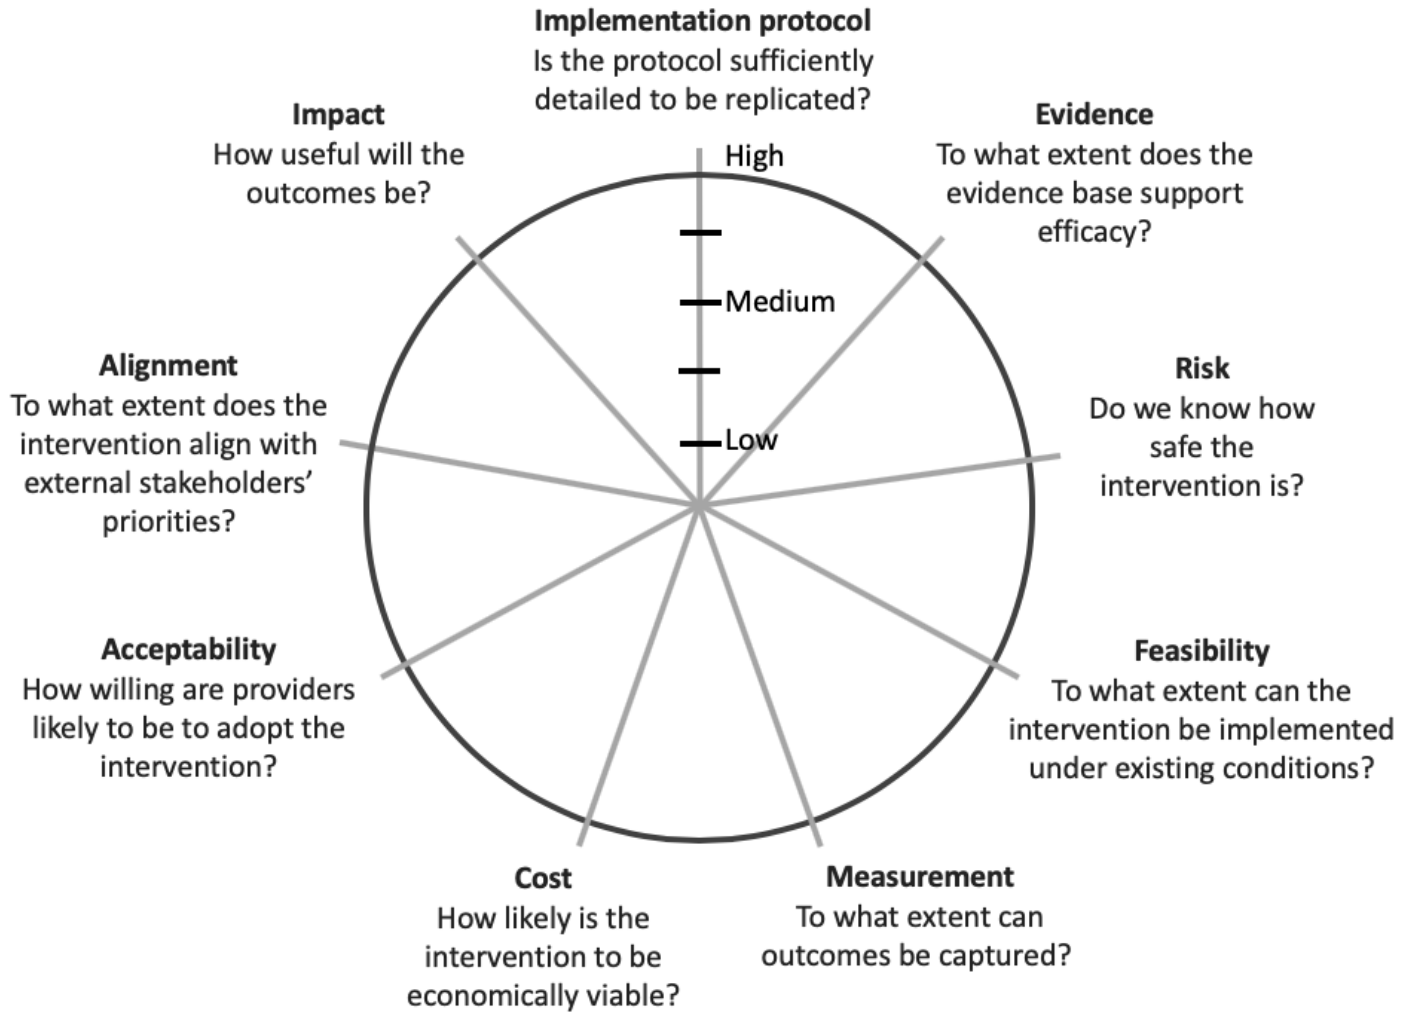 Implementation protocol
Is the protocol sufficiently
detailed to be replicated?
Impact
How useful will the
outcomes be?
Evidence
To what extent does the
evidence base support
efficacy?
High
Medium
Low
Alignment
To what extent does the
intervention align with
external stakeholders’
priorities?
Risk
Do we know how
safe the
intervention is?
Acceptability
How willing are providers
likely to be to adopt the
intervention?
Feasibility
To what extent can the
intervention be implemented
under existing conditions?
Cost
How likely is the
intervention to be
economically viable?
Measurement
To what extent can
outcomes be captured?